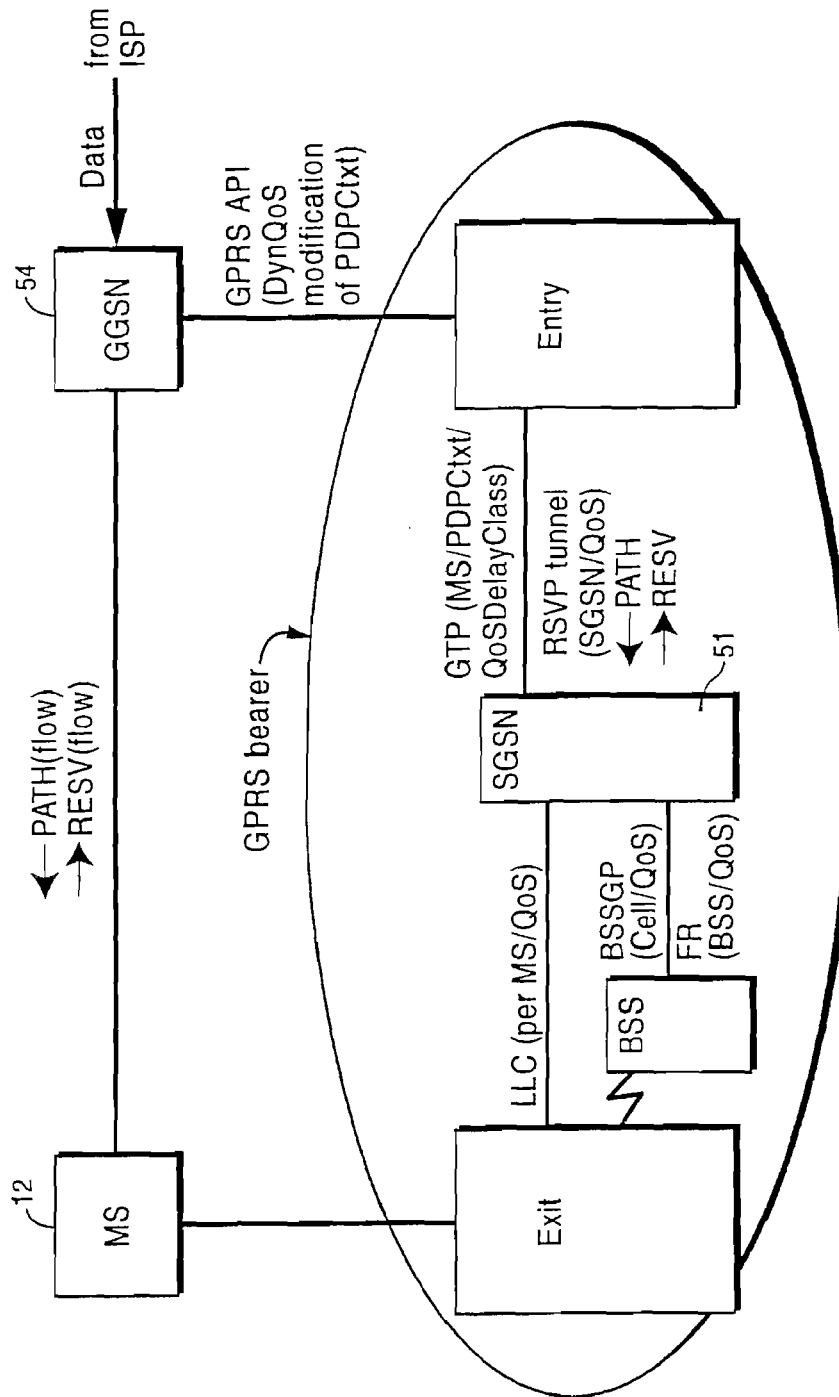 12
MS
←PATH(flow)
→RESV(flow)
54
GGSN
Data
from
ISP
GPRS API
(DynQoS
modification
of PDPCtxt)
GPRS bearer
Exit
LLC (per MS/QoS)
BSS
BSSGP
(Cell/QoS)
FR
(BSS/QoS)
SGSN
51
GTP (MS/PDPCtxt/
QoSDelayClass)
RSVP tunnel
(SGSN/QoS)
←PATH
→RESV
Entry